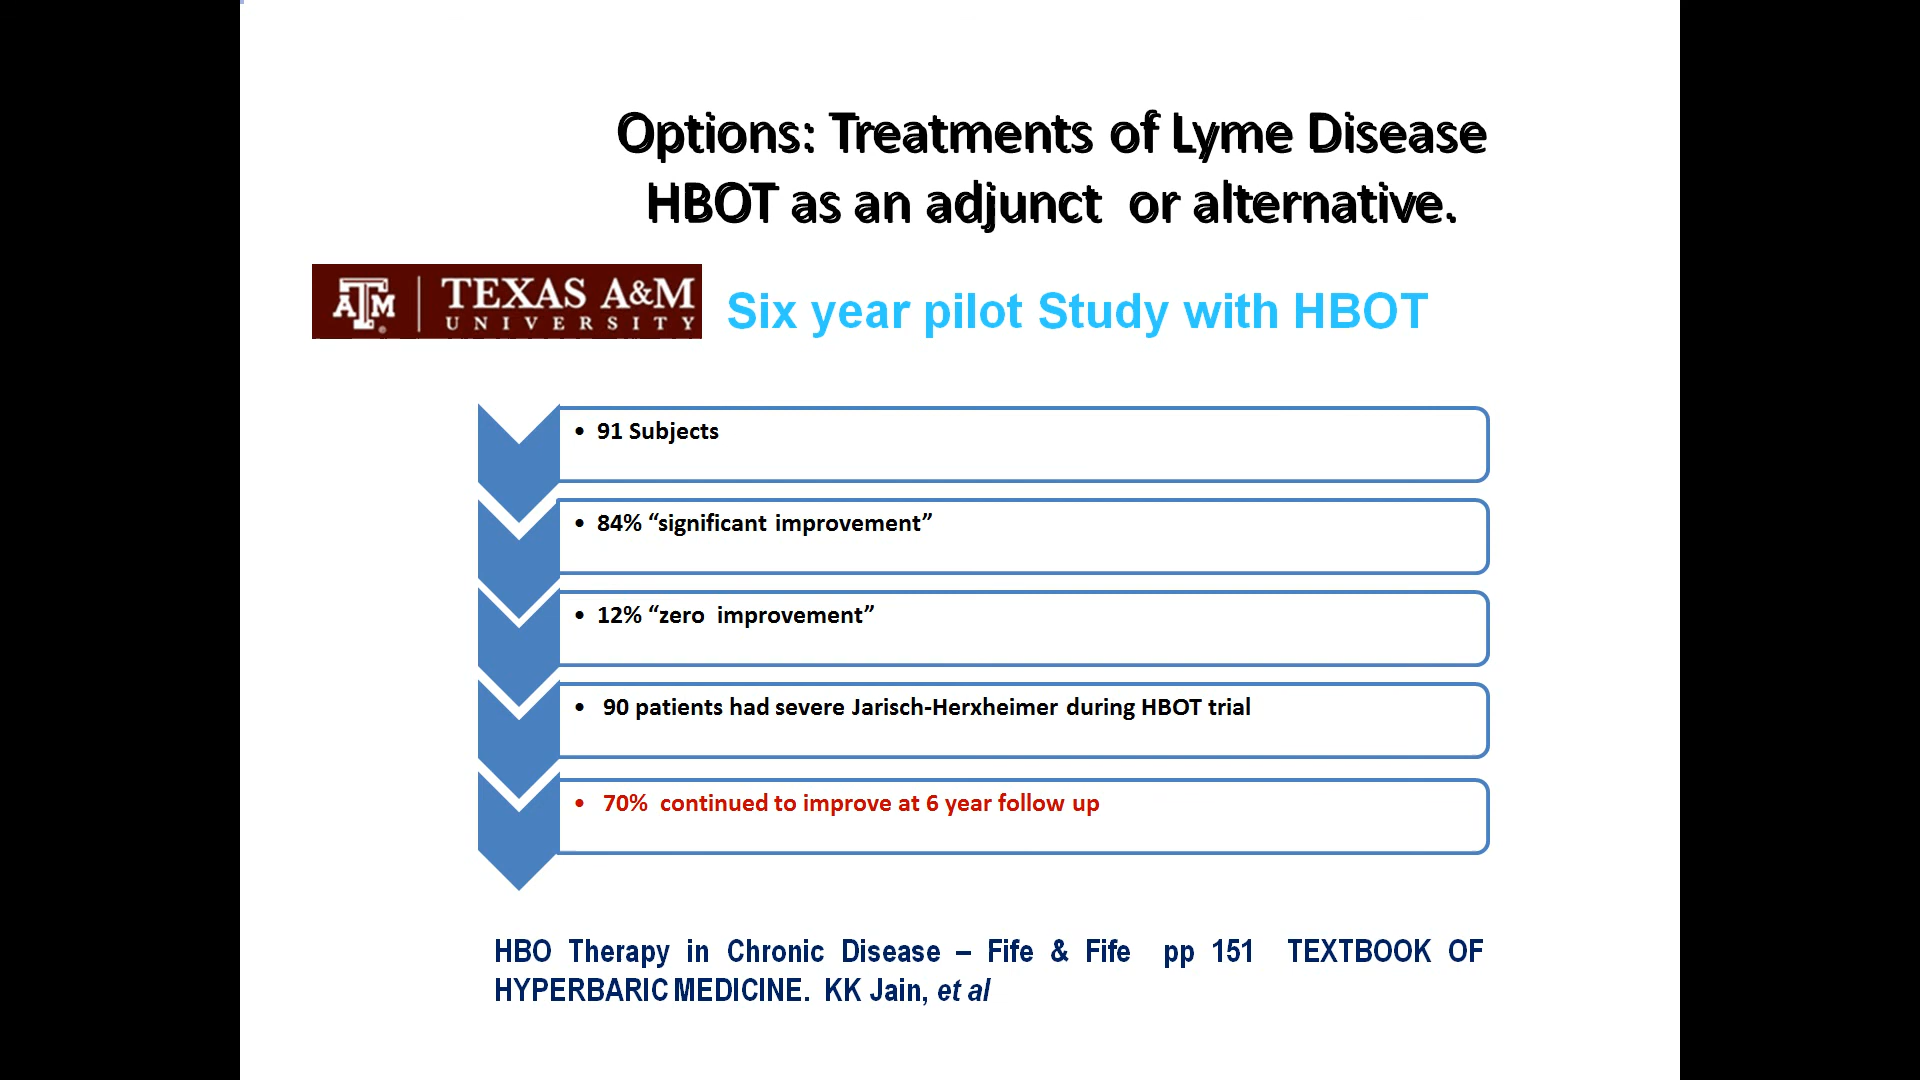 Options: Treatments of Lyme Disease
HBOT as an adjunct or alternative.
ATM ® TEXAS A&M
UNIVERSITY
Six year pilot Study with HBOT
• 91 Subjects
• 84% “significant improvement”
• 12% “zero improvement”
• 90 patients had severe Jarisch-Herxheimer during HBOT trial
• 70% continued to improve at 6 year follow up
HBO Therapy in Chronic Disease – Fife & Fife pp 151 TEXTBOOK OF
HYPERBARIC MEDICINE. KK Jain, et al